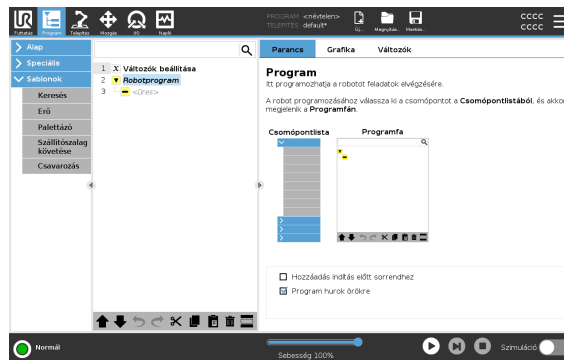 Futtatás Program Telepítés Mozgás I/O Napló
PROGRAM <névtelen>
TELEPÍTÉS default*
Új... Megnyitás... Mentés...
CCCC
CCCC
Alap
Speciális
Sablonok
Keresés
Erő
Palettázó
Szállítószalag
követése
Csavarozás
1 X Változók beállítása
2 Robotprogram
3 <üres>
Parancs Grafika Változók
Program
Itt programozhatja a robotot feladatok elvégzésére.
A robot programozásához válassza ki a csomópontot a Csomópontlistából, és akkor
megjelenik a Programfán.
Csomópontlista Programfa
Hozzáadás indítás előtt sorrendhez
Program hurok örökre
Normál
Sebesség 100%
Szimuláció